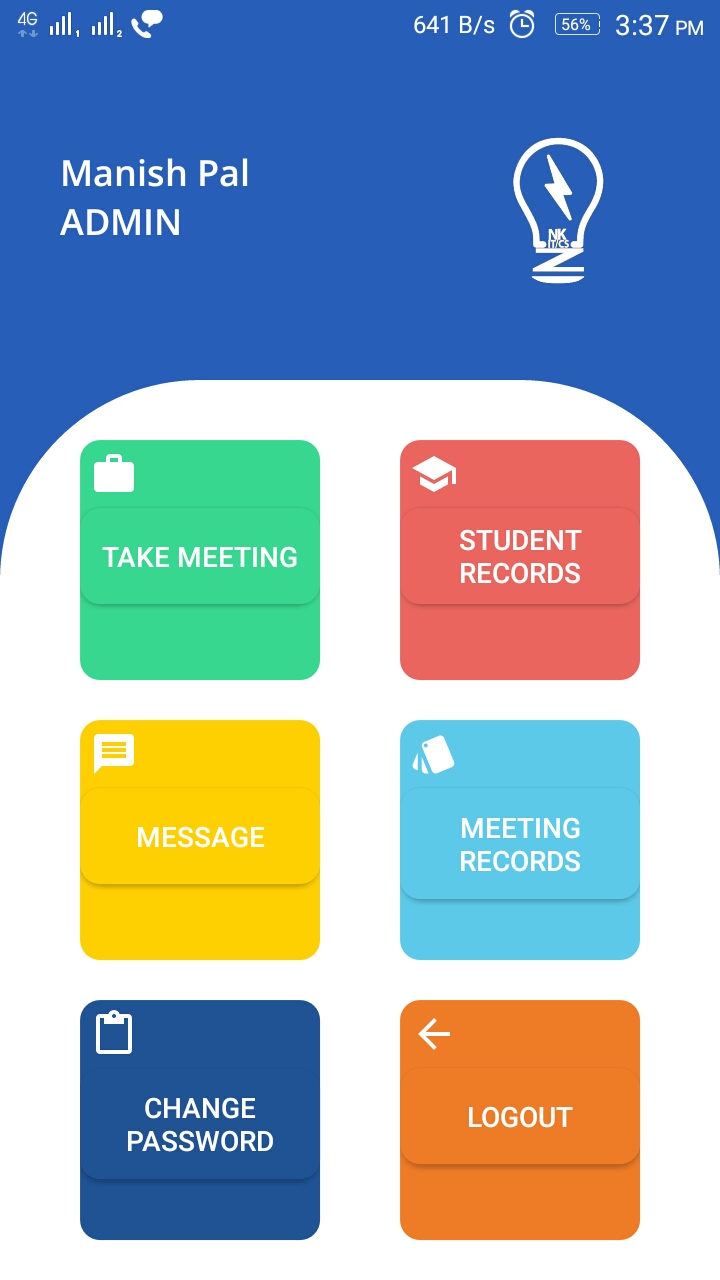 4G 1 2 641 B/s 56% 3:37 PM
Manish Pal
ADMIN
NK
IT/CS
TAKE MEETING
STUDENT
RECORDS
MESSAGE
MEETING
RECORDS
CHANGE
PASSWORD
LOGOUT